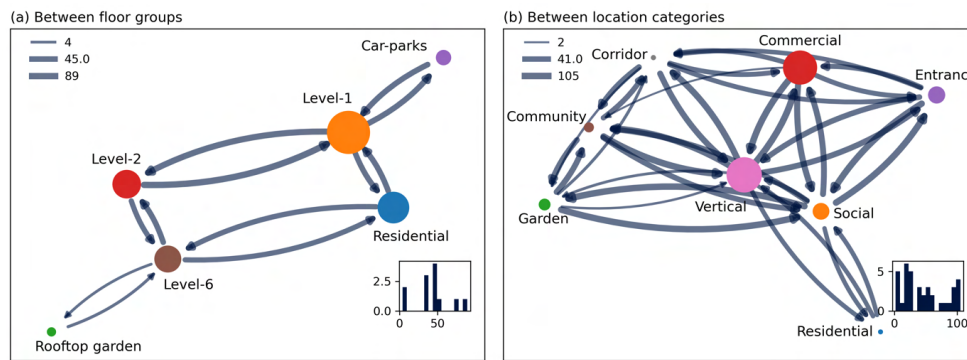 (a) Between floor groups
4
45.0
89
Car-parks
Level-1
Level-2
Residential
Level-6
Rooftop garden
2.5
0.0
0
50
(b) Between location categories
2
41.0
105
Commercial
Corridor
Entranc
Community
Garden
Vertical
Social
Residential
5
0
0
100